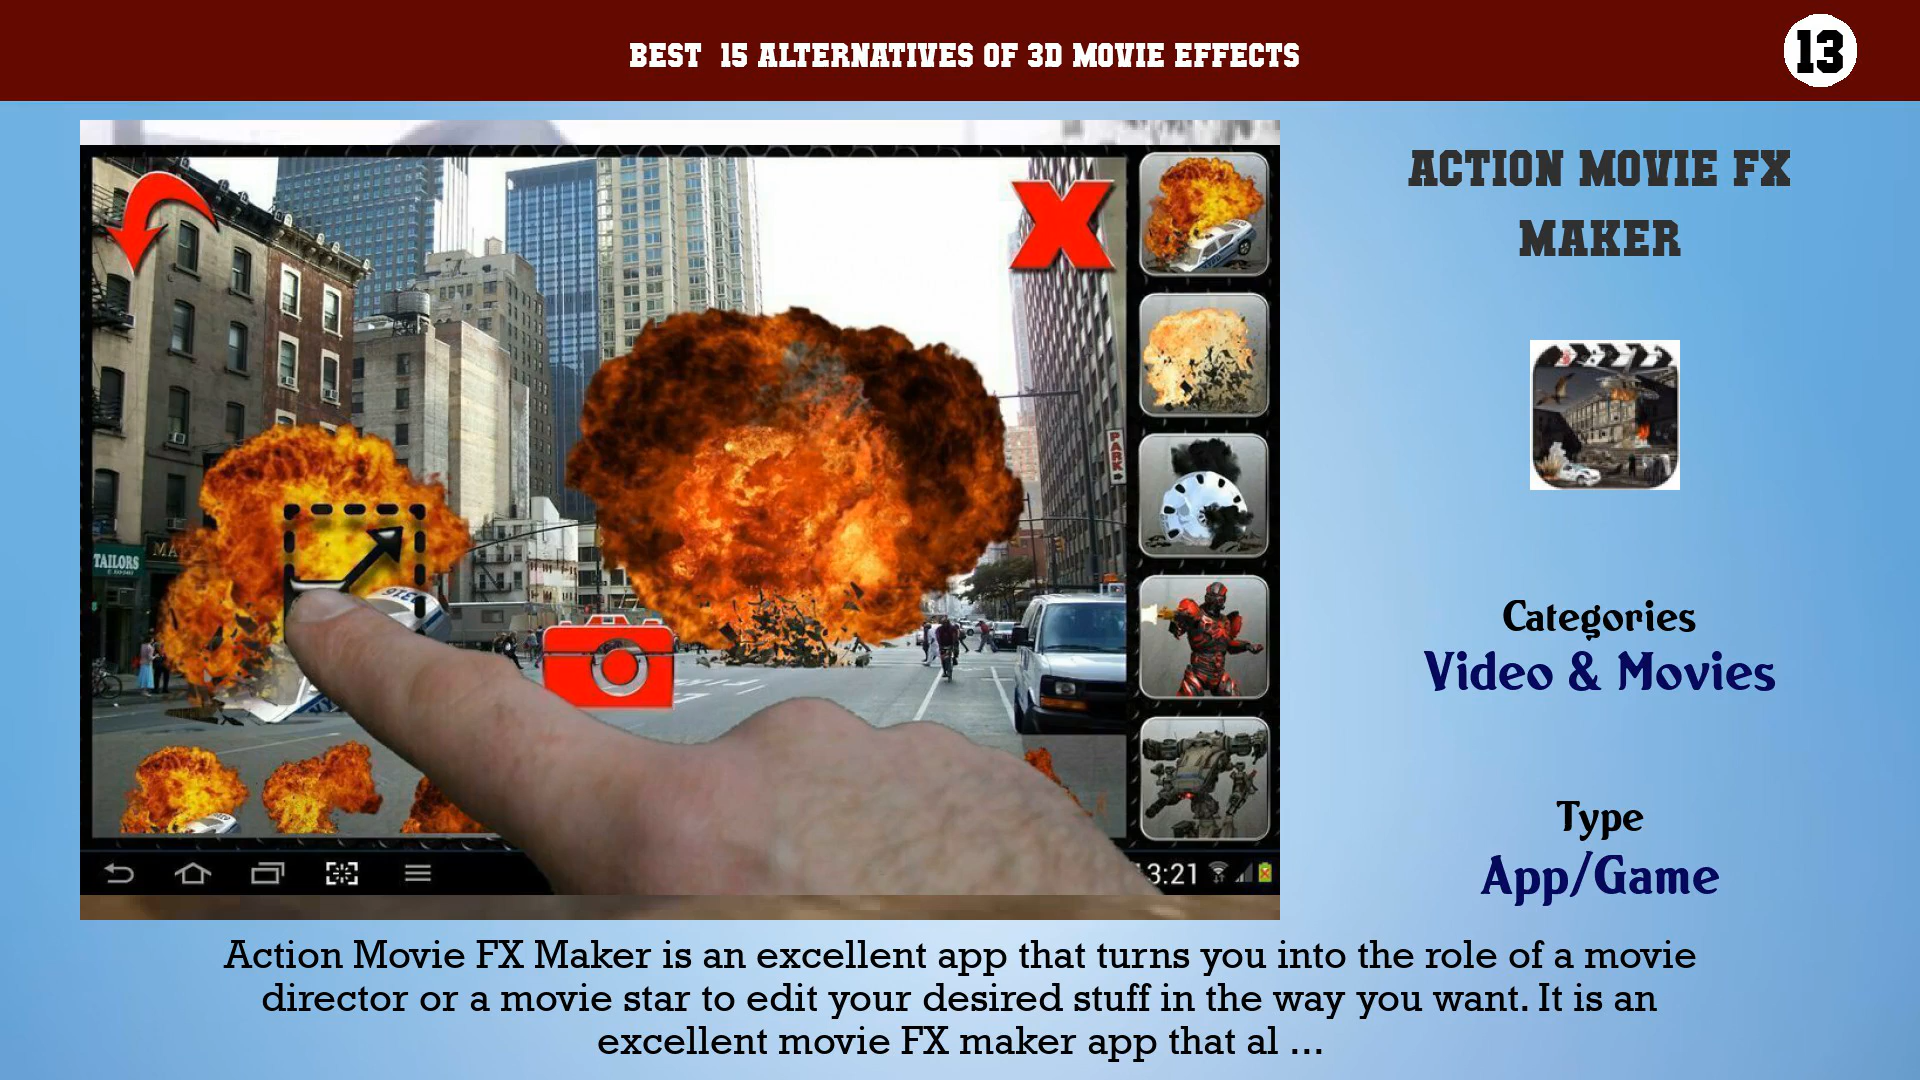 BEST 15 ALTERNATIVES OF 3D MOVIE EFFECTS
13
ACTION MOVIE FX
MAKER
TAILORS
PARK
Categories
Video & Movies
Type
App/Game
13:21
Action Movie FX Maker is an excellent app that turns you into the role of a movie
director or a movie star to edit your desired stuff in the way you want. It is an
excellent movie FX maker app that al ...